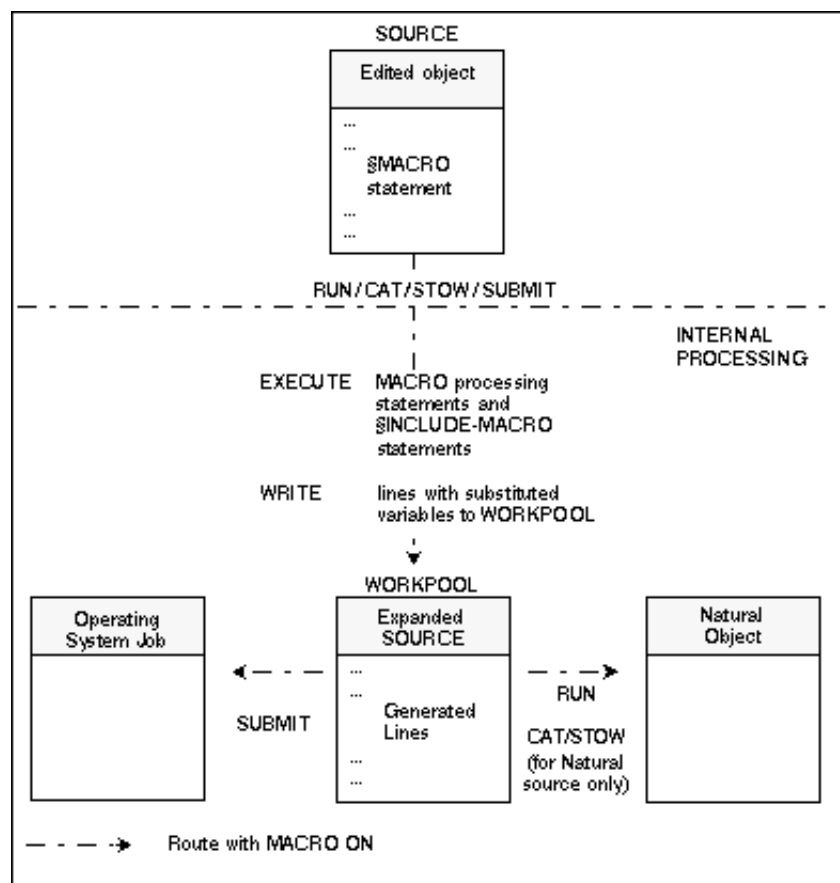 SOURCE
Edited object
...
...
§MACRO
statement
...
...
RUN/CAT/STOW/SUBMIT
INTERNAL
PROCESSING
EXECUTE MACRO processing
statements and
§INCLUDE-MACRO
statements
WRITE lines with substituted
variables to WORKPOOL
WORKPOOL
Operating
System Job
Expanded
SOURCE
Natural
Object
...
...
Generated
Lines
...
...
SUBMIT
RUN
CAT/STOW
(for Natural
source only)
Route with MACRO ON